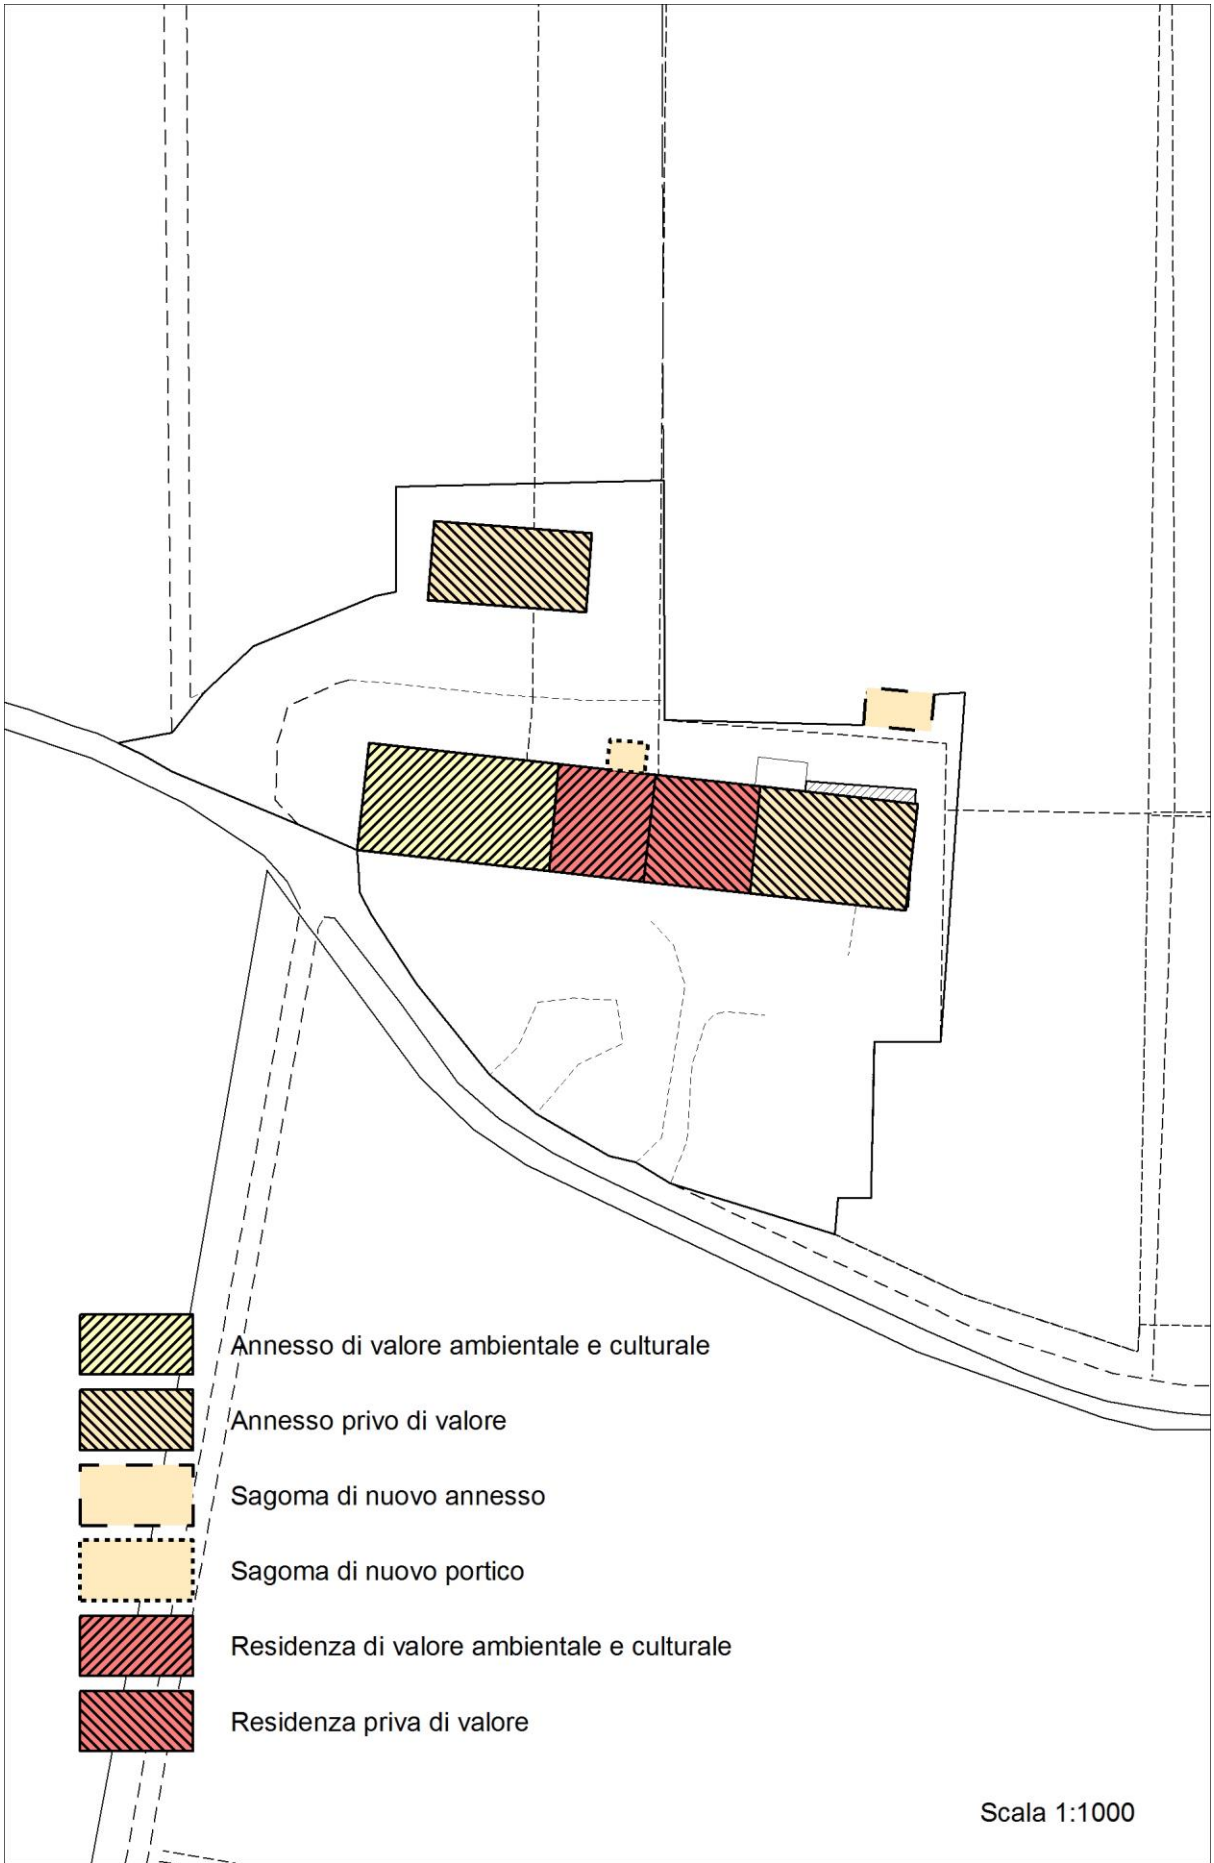 Annesso di valore ambientale e culturale
Annesso privo di valore
Sagoma di nuovo annesso
Sagoma di nuovo portico
Residenza di valore ambientale e culturale
Residenza priva di valore
Scala 1:1000